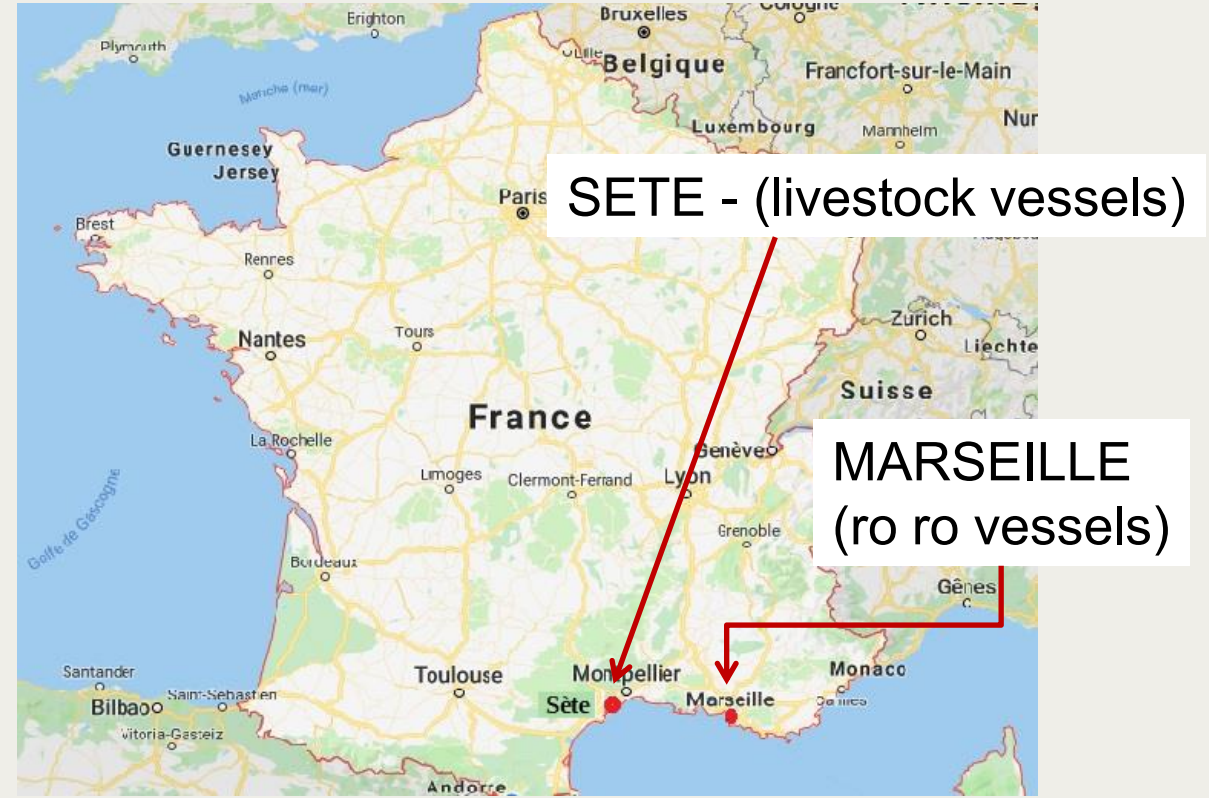 Erighton
Bruxelles
Plymouth
Belgique
Francfort-sur-le-Main
Manche (mer)
Luxembourg
Mannheim
Nur
Guernesey
Jersey
SETE - (livestock vessels)
Paris
Brest
Rennes
Zurich
Nantes
Tours
Liechte
Suisse
France
MARSEILLE
(ro ro vessels)
La Rochelle
Genève
Limoges
Clermont-Ferrand
Lyon
Grenoble
Golfe de Gascogne
Bordeaux
Gênes
Santander
Toulouse
Montpellier
Monaco
Saint-Sebastien
Bilbao
Sète
Marseille
Vitoria-Gasteiz
Andorre